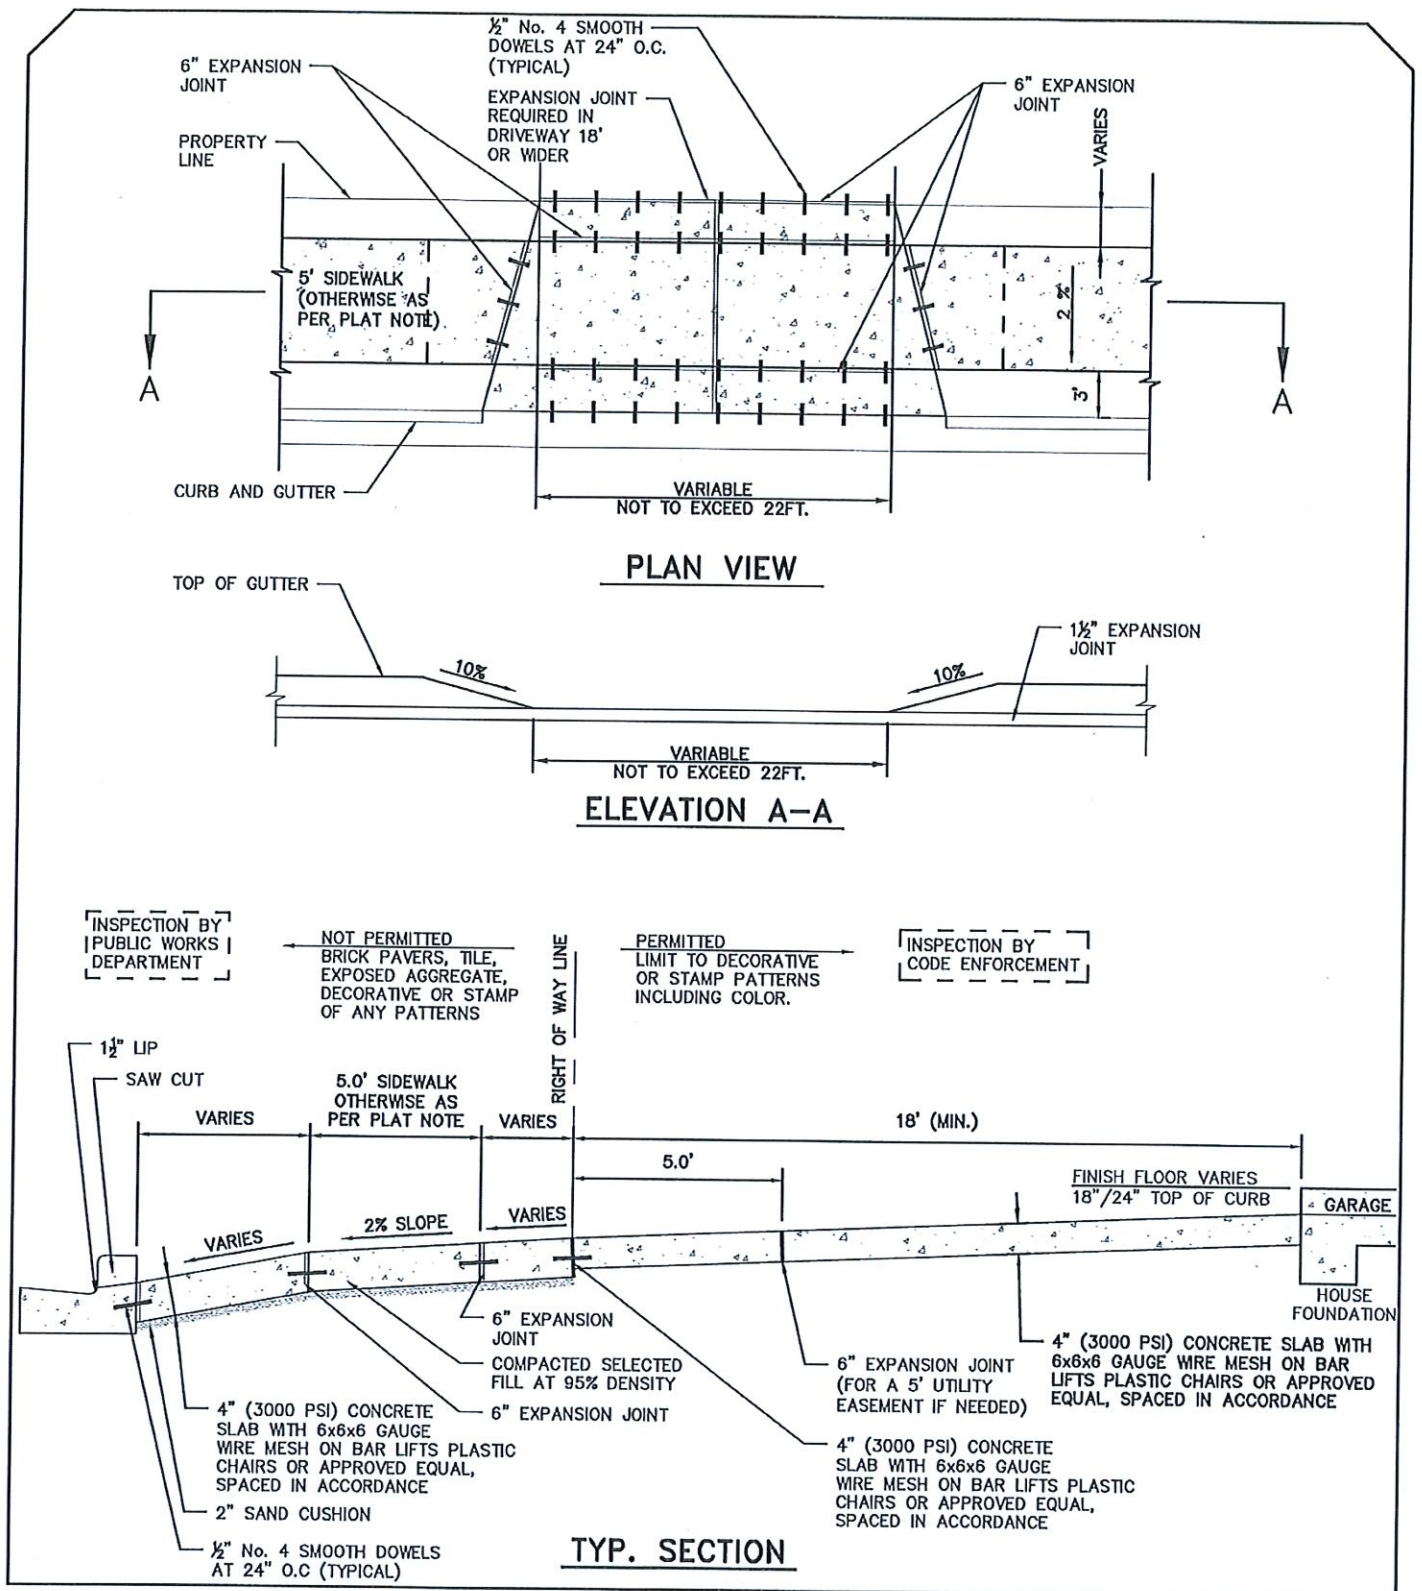 ½" No. 4 SMOOTH
DOWELS AT 24" O.C.
(TYPICAL)
6" EXPANSION
JOINT
EXPANSION JOINT
REQUIRED IN
DRIVEWAY 18'
OR WIDER
6" EXPANSION
JOINT
PROPERTY
LINE
VARIES
5' SIDEWALK
(OTHERWISE AS
PER PLAT NOTE)
2 %
3'
A
A
CURB AND GUTTER
VARIABLE
NOT TO EXCEED 22FT.
PLAN VIEW
TOP OF GUTTER
1½" EXPANSION
JOINT
10%
10%
VARIABLE
NOT TO EXCEED 22FT.
ELEVATION A-A
INSPECTION BY
PUBLIC WORKS
DEPARTMENT
NOT PERMITTED
BRICK PAVERS, TILE,
EXPOSED AGGREGATE,
DECORATIVE OR STAMP
OF ANY PATTERNS
RIGHT OF WAY LINE
PERMITTED
LIMIT TO DECORATIVE
OR STAMP PATTERNS
INCLUDING COLOR.
INSPECTION BY
CODE ENFORCEMENT
1½" LIP
SAW CUT
VARIES
5.0' SIDEWALK
OTHERWISE AS
PER PLAT NOTE
VARIES
18' (MIN.)
5.0'
FINISH FLOOR VARIES
18"/24" TOP OF CURB
GARAGE
VARIES
2% SLOPE
VARIES
HOUSE
FOUNDATION
6" EXPANSION
JOINT
COMPACTED SELECTED
FILL AT 95% DENSITY
6" EXPANSION JOINT
6" EXPANSION JOINT
(FOR A 5' UTILITY
EASEMENT IF NEEDED)
4" (3000 PSI) CONCRETE SLAB WITH
6x6x6 GAUGE WIRE MESH ON BAR
LIFTS PLASTIC CHAIRS OR APPROVED
EQUAL, SPACED IN ACCORDANCE
4" (3000 PSI) CONCRETE
SLAB WITH 6x6x6 GAUGE
WIRE MESH ON BAR LIFTS PLASTIC
CHAIRS OR APPROVED EQUAL,
SPACED IN ACCORDANCE
4" (3000 PSI) CONCRETE
SLAB WITH 6x6x6 GAUGE
WIRE MESH ON BAR LIFTS PLASTIC
CHAIRS OR APPROVED EQUAL,
SPACED IN ACCORDANCE
2" SAND CUSHION
½" No. 4 SMOOTH DOWELS
AT 24" O.C (TYPICAL)
TYP. SECTION